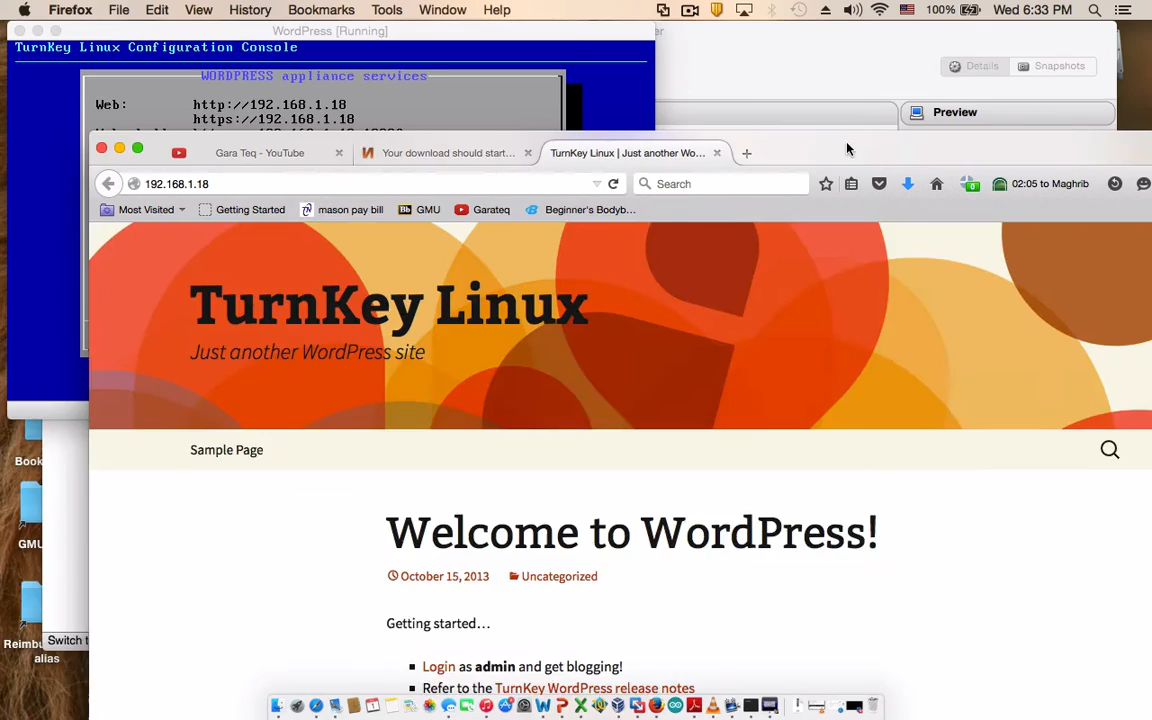 Firefox File Edit View History Bookmarks Tools Window Help 100% Wed 6:33 PM
WordPress [Running]
TurnKey Linux Configuration Console
Details Snapshots
WORDPRESS appliance services
Web: http://192.168.1.18
https://192.168.1.18
Preview
Gara Teq - YouTube Your download should start... TurnKey Linux | Just another Wo...
192.168.1.18 Search 02:05 to Maghrib
Most Visited Getting Started mason pay bill GMU Garateq Beginner's Bodyb...
TurnKey Linux
Just another WordPress site
Sample Page
Book
Welcome to WordPress!
GMU
October 15, 2013 Uncategorized
Getting started...
Reimbu
Switch t
alias
Login as admin and get blogging!
Refer to the TurnKey WordPress release notes